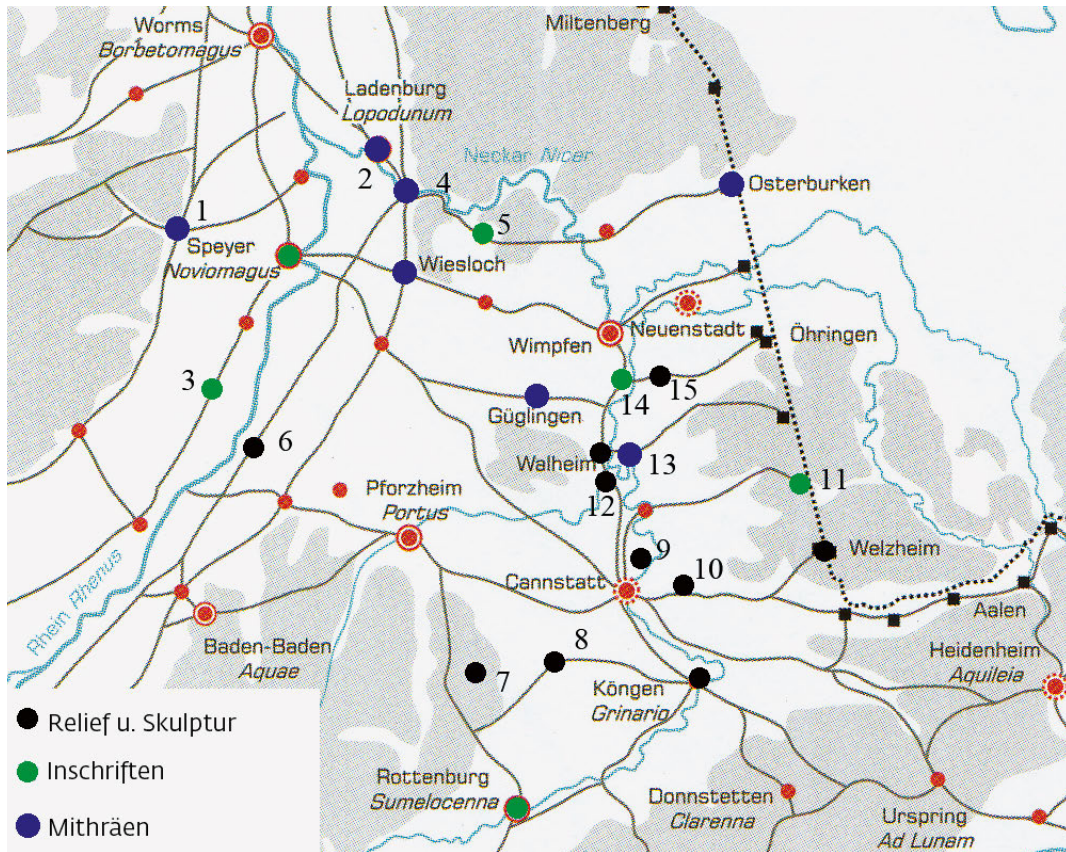 Miltenberg
Worms
Borbetomagus
Ladenburg
Lopodunum
Neckar Nicer
2
4
Osterburken
1
5
Speyer
Noviomagus
Wiesloch
Neuenstadt
Öhringen
Wimpfen
3
15
14
Güglingen
6
Walheim
13
11
Pforzheim
Portus
12
Welzheim
9
10
Cannstatt
Rhein Rhenus
Aalen
Baden-Baden
Aquae
8
7
Heidenheim
Aquileia
Köngen
Grinario
Relief u. Skulptur
Inschriften
Rottenburg
Sumelocenna
Donnstetten
Clarenna
Urspring
Ad Lunam
Mithräen